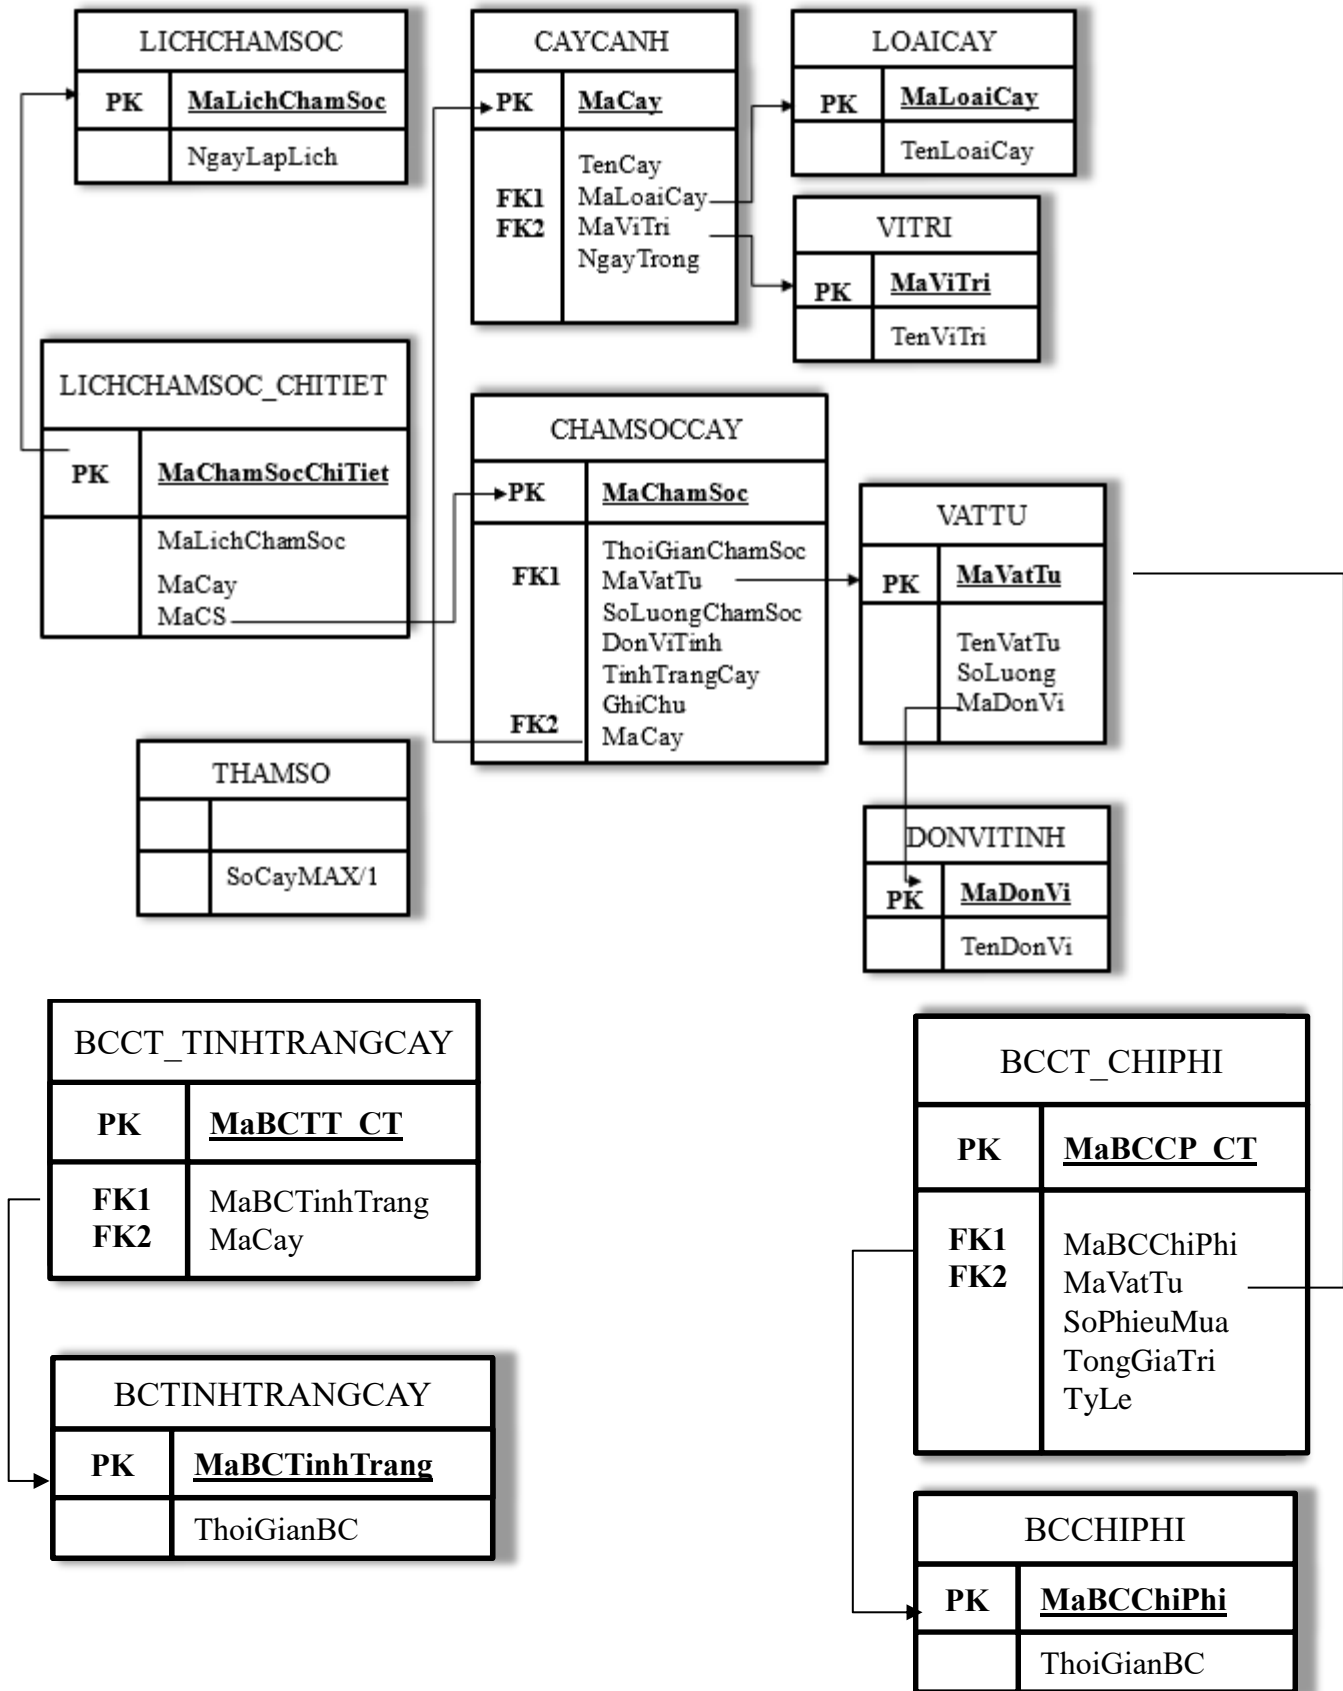 LICHCHAMSOC
PK MaLichChamSoc
NgayLapLich
CAYCANH
PK MaCay
TenCay
FK1 MaLoaiCay
FK2 MaViTri
NgayTrong
LOAICAY
PK MaLoaiCay
TenLoaiCay
VITRI
PK MaViTri
TenViTri
LICHCHAMSOC_CHITIET
PK MaChamSocChiTiet
MaLichChamSoc
MaCay
MaCS
CHAMSOCCAY
PK MaChamSoc
ThoiGianChamSoc
FK1 MaVatTu
SoLuongChamSoc
DonViTinh
TinhTrangCay
GhiChu
FK2 MaCay
VATTU
PK MaVatTu
TenVatTu
SoLuong
MaDonVi
THAMSO
SoCayMAX/1
DONVITINH
PK MaDonVi
TenDonVi
BCCT_TINHTRANGCAY
PK MaBCTT_CT
FK1 MaBCTinhTrang
FK2 MaCay
BCTINHTRANGCAY
PK MaBCTinhTrang
ThoiGianBC
BCCT_CHIPHI
PK MaBCCP_CT
FK1 MaBCChiPhi
FK2 MaVatTu
SoPhieuMua
TongGiaTri
TyLe
BCCHIPHI
PK MaBCChiPhi
ThoiGianBC